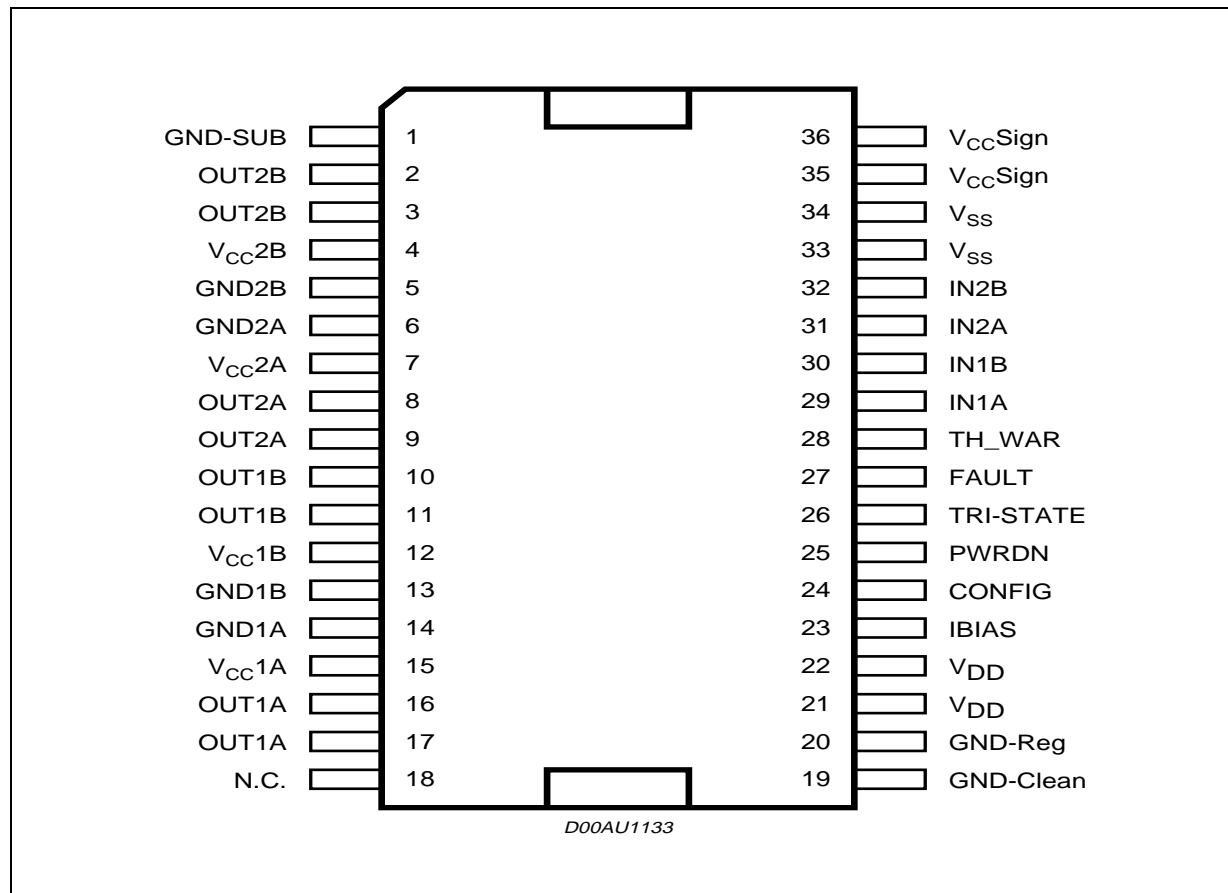 GND-SUB 1 36 VCCSign
OUT2B 2 35 VCCSign
OUT2B 3 34 VSS
VCC2B 4 33 VSS
GND2B 5 32 IN2B
GND2A 6 31 IN2A
VCC2A 7 30 IN1B
OUT2A 8 29 IN1A
OUT2A 9 28 TH_WAR
OUT1B 10 27 FAULT
OUT1B 11 26 TRI-STATE
VCC1B 12 25 PWRDN
GND1B 13 24 CONFIG
GND1A 14 23 IBIAS
VCC1A 15 22 VDD
OUT1A 16 21 VDD
OUT1A 17 20 GND-Reg
N.C. 18 19 GND-Clean
D00AU1133